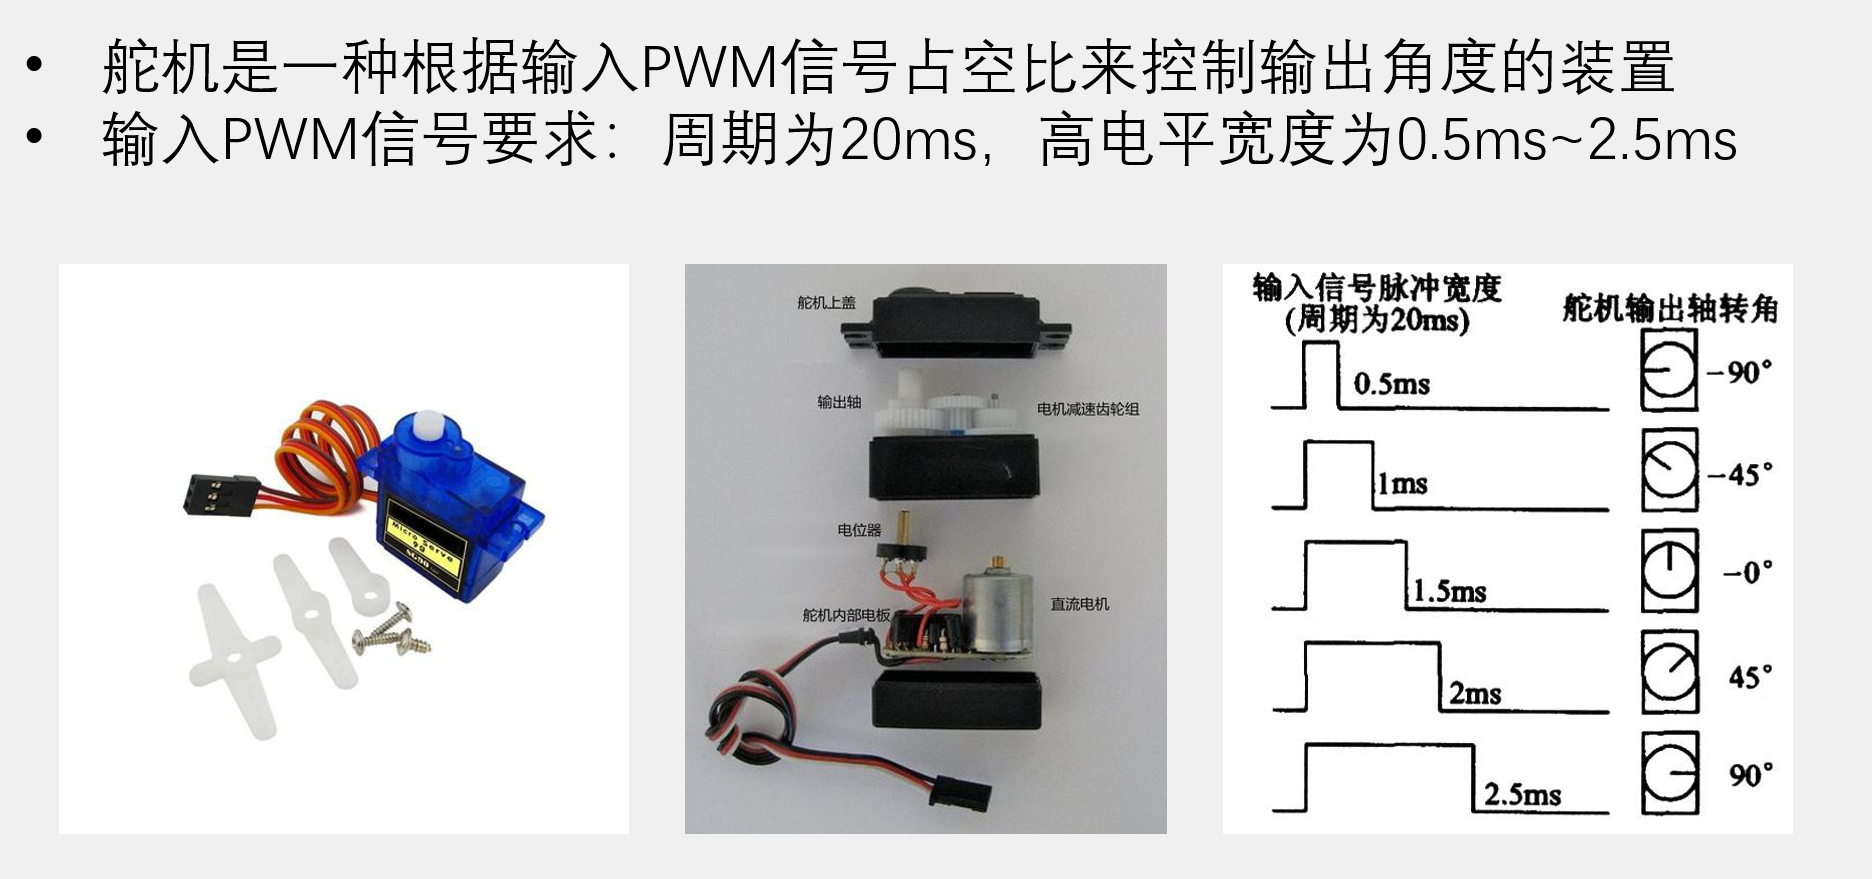 • 舵机是一种根据输入PWM信号占空比来控制输出角度的装置
• 输入PWM信号要求：周期为20ms，高电平宽度为0.5ms~2.5ms
Micro Servo
9g
SG90
舵机上盖
输出轴
电机减速齿轮组
电位器
舵机内部电板
直流电机
输入信号脉冲宽度
(周期为20ms)
舵机输出轴转角
0.5ms
−90°
1ms
−45°
1.5ms
−0°
2ms
45°
2.5ms
90°